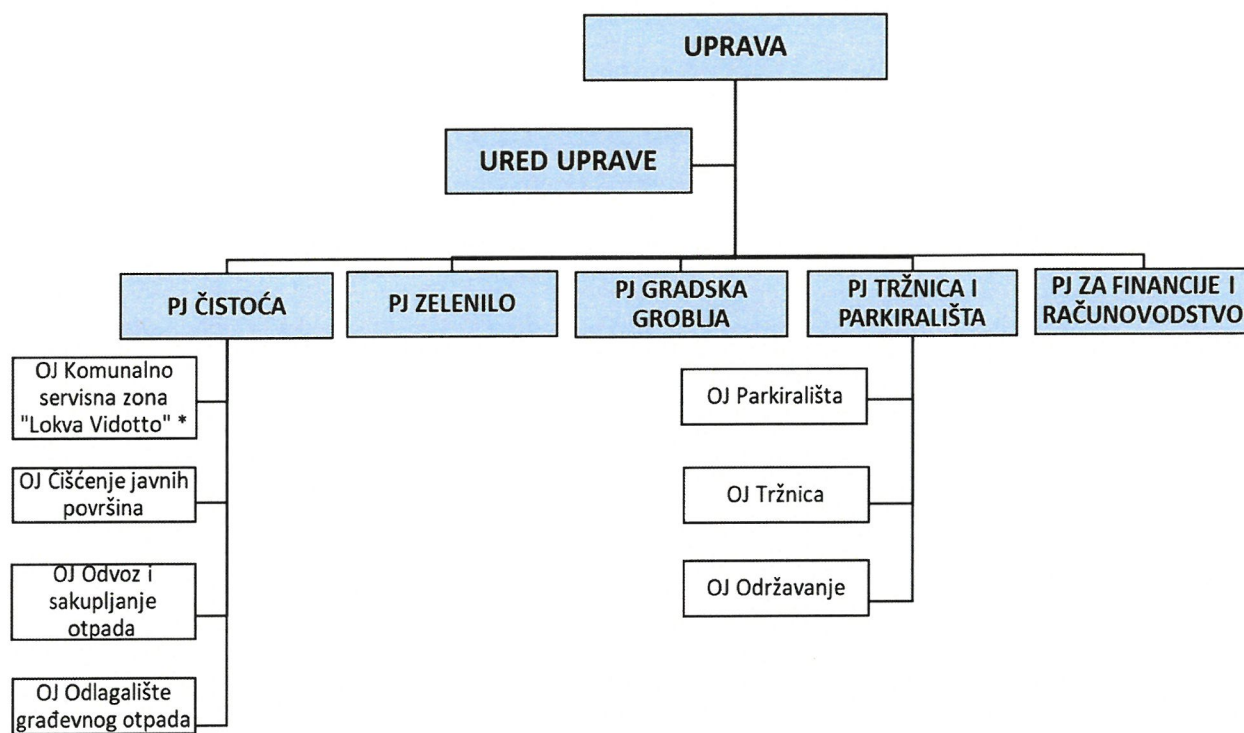 UPRAVA
URED UPRAVE
PJ ČISTOĆA
PJ ZELENILO
PJ GRADSKA
GROBLJA
PJ TRŽNICA I
PARKIRALIŠTA
PJ ZA FINANCIJE I
RAČUNOVODSTVO
OJ Komunalno
servisna zona
"Lokva Vidotto" *
OJ Čišćenje javnih
površina
OJ Odvoz i
sakupljanje
otpada
OJ Odlagalište
građevnog otpada
OJ Parkirališta
OJ Tržnica
OJ Održavanje